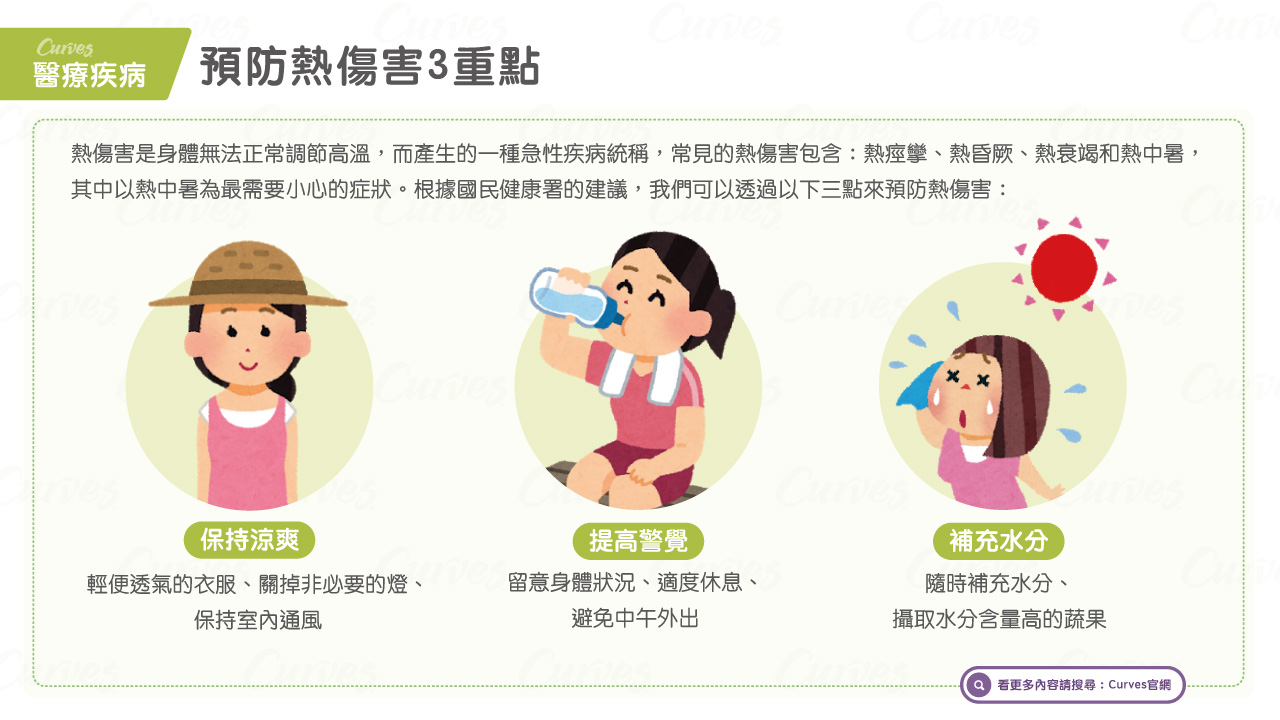 Curves
醫療疾病
預防熱傷害3重點
熱傷害是身體無法正常調節高溫，而產生的一種急性疾病統稱，常見的熱傷害包含：熱痙攣、熱昏厥、熱衰竭和熱中暑，
其中以熱中暑為最需要小心的症狀。根據國民健康署的建議，我們可以透過以下三點來預防熱傷害：
保持涼爽
輕便透氣的衣服、關掉非必要的燈、
保持室內通風
提高警覺
留意身體狀況、適度休息、
避免中午外出
補充水分
隨時補充水分、
攝取水分含量高的蔬果
看更多內容請搜尋：Curves官網